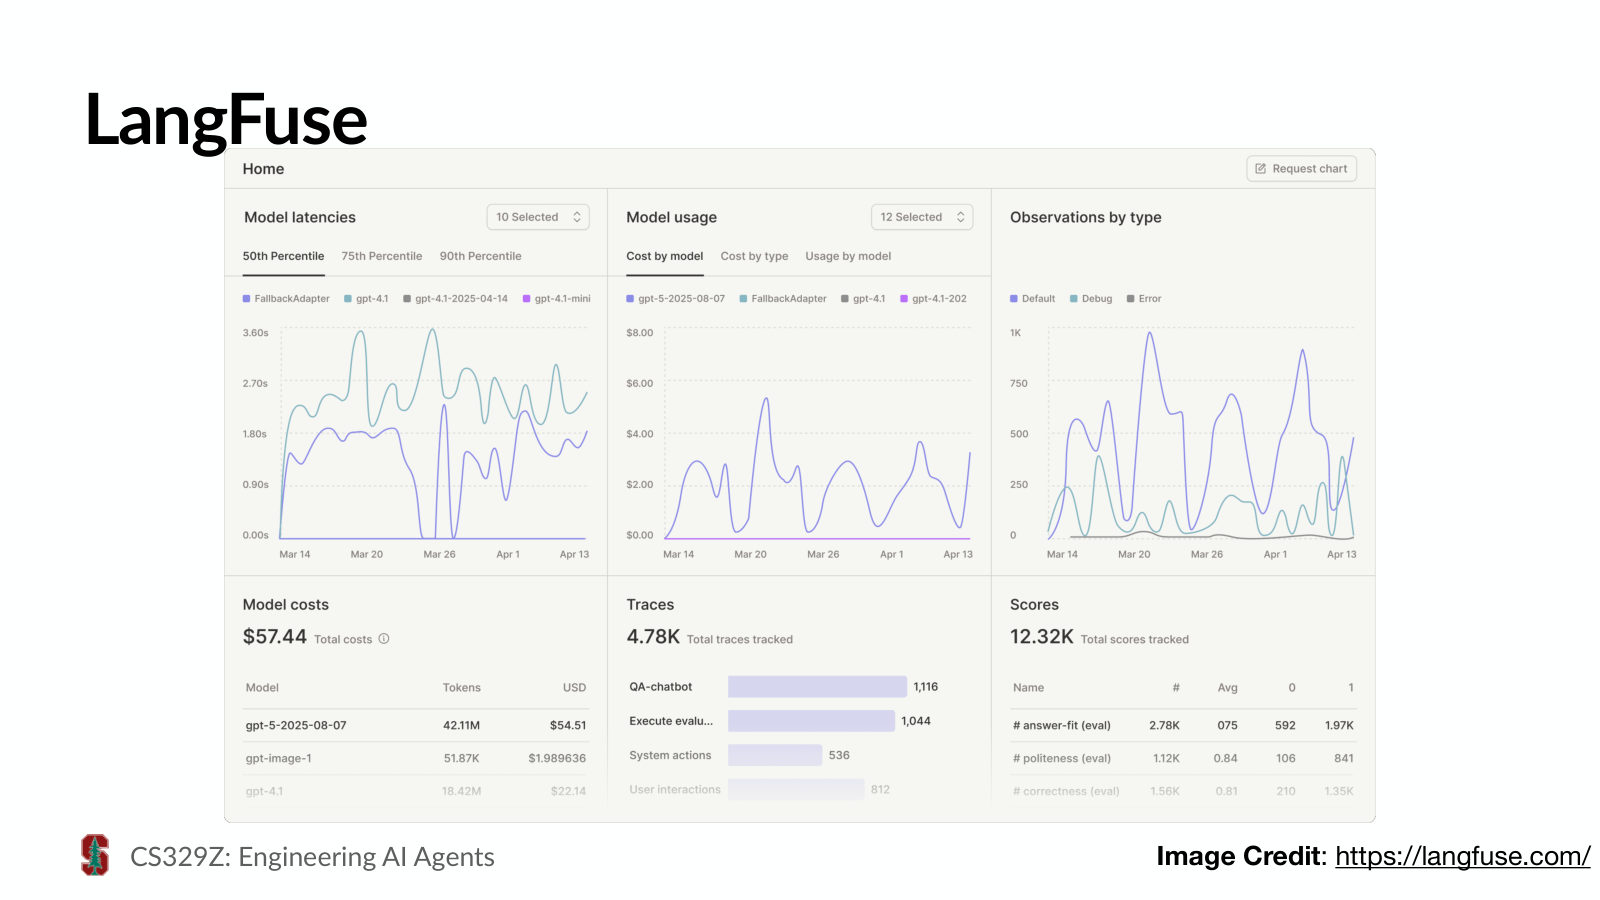 LangFuse
Home
Request chart
Model latencies
10 Selected
50th Percentile 75th Percentile 90th Percentile
FallbackAdapter gpt-4.1 gpt-4.1-2025-04-14 gpt-4.1-mini
3.60s
2.70s
1.80s
0.90s
0.00s
Mar 14 Mar 20 Mar 26 Apr 1 Apr 13
Model usage
12 Selected
Cost by model Cost by type Usage by model
gpt-5-2025-08-07 FallbackAdapter gpt-4.1 gpt-4.1-202
$8.00
$6.00
$4.00
$2.00
$0.00
Mar 14 Mar 20 Mar 26 Apr 1 Apr 13
Observations by type
Default Debug Error
1K
750
500
250
0
Mar 14 Mar 20 Mar 26 Apr 1 Apr 13
Model costs
$57.44 Total costs
Model Tokens USD
gpt-5-2025-08-07 42.11M $54.51
gpt-image-1 51.87K $1.989636
gpt-4.1 18.42M $22.14
Traces
4.78K Total traces tracked
QA-chatbot 1,116
Execute evalu... 1,044
System actions 536
User interactions 812
Scores
12.32K Total scores tracked
Name # Avg 0 1
# answer-fit (eval) 2.78K 075 592 1.97K
# politeness (eval) 1.12K 0.84 106 841
# correctness (eval) 1.56K 0.81 210 1.35K
CS329Z: Engineering AI Agents
Image Credit: https://langfuse.com/